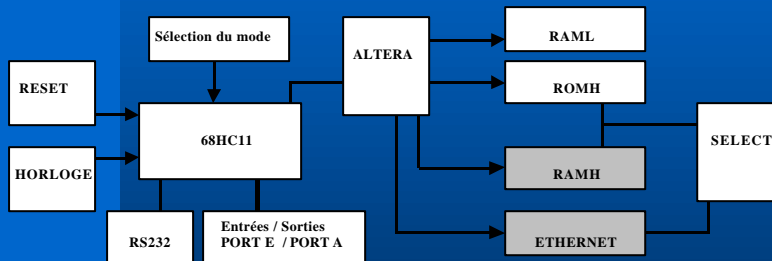 Sélection du mode
ALTERA
RAML
RESET
ROMH
68HC11
SELECT
HORLOGE
RAMH
RS232
Entrées / Sorties
PORT E / PORT A
ETHERNET